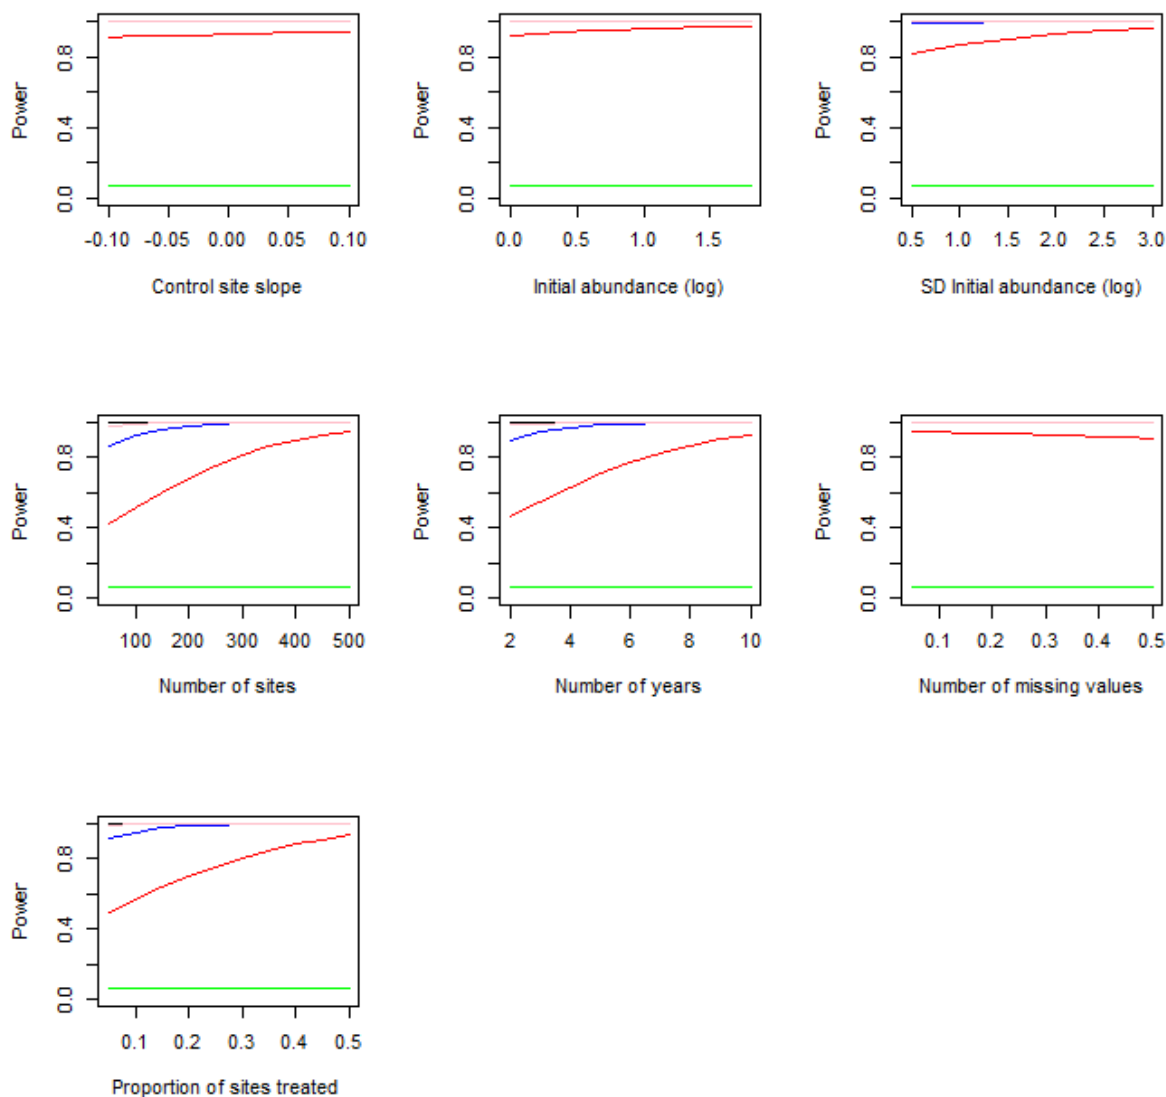 Power
0.8
0.4
0.0
-0.10 -0.05 0.00 0.05 0.10
Control site slope
Power
0.8
0.4
0.0
0.0 0.5 1.0 1.5
Initial abundance (log)
Power
0.8
0.4
0.0
0.5 1.0 1.5 2.0 2.5 3.0
SD Initial abundance (log)
Power
0.8
0.4
0.0
100 200 300 400 500
Number of sites
Power
0.8
0.4
0.0
2 4 6 8 10
Number of years
Power
0.8
0.4
0.0
0.1 0.2 0.3 0.4 0.5
Number of missing values
Power
0.8
0.4
0.0
0.1 0.2 0.3 0.4 0.5
Proportion of sites treated